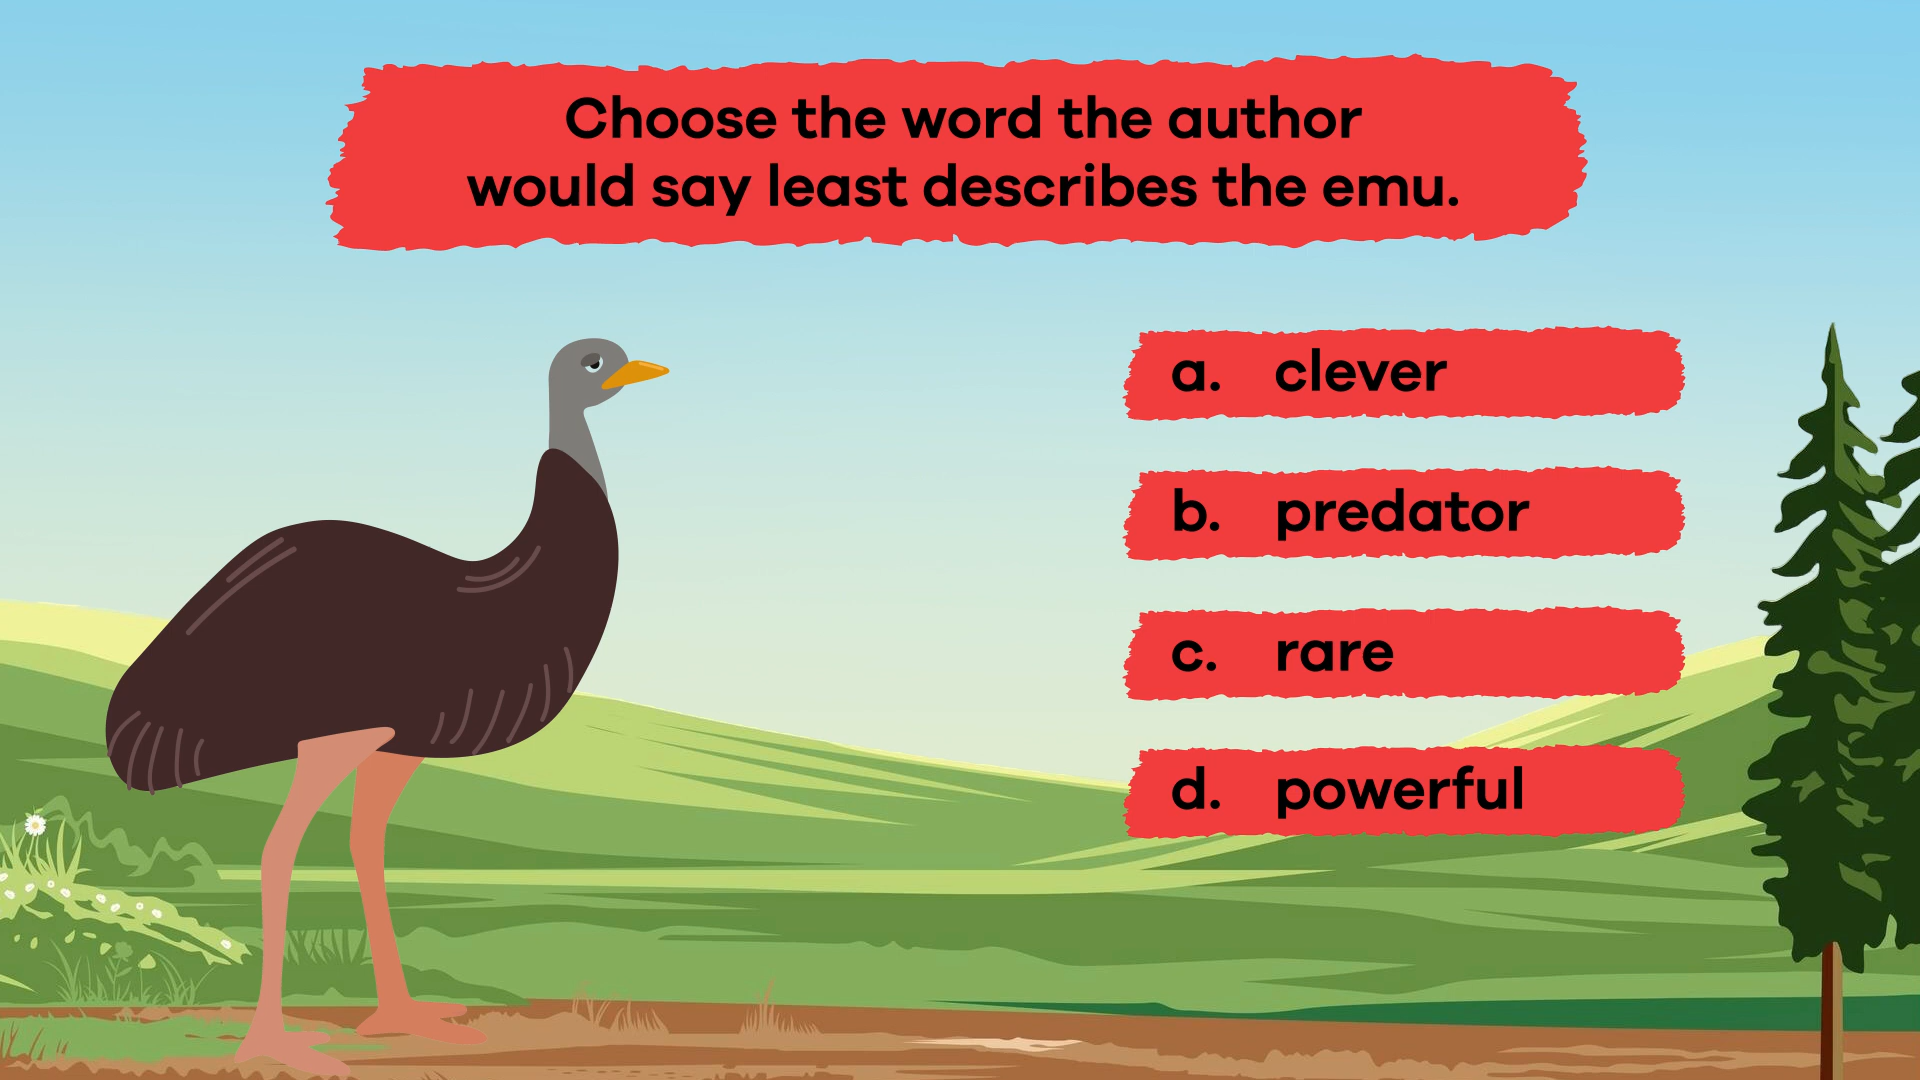 Choose the word the author
would say least describes the emu.
a. clever
b. predator
c. rare
d. powerful